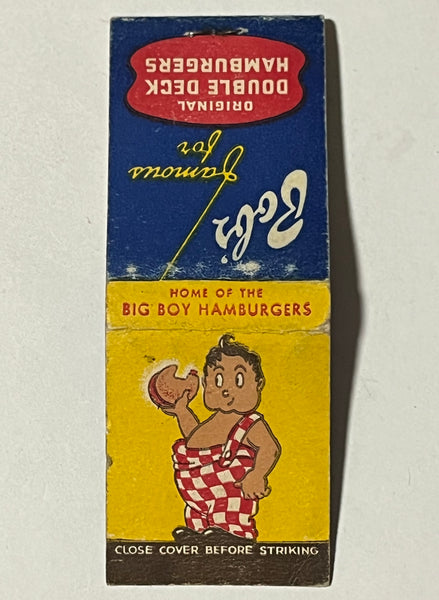 Bob's
famous
for
ORIGINAL
DOUBLE DECK
HAMBURGERS
HOME OF THE
BIG BOY HAMBURGERS
CLOSE COVER BEFORE STRIKING